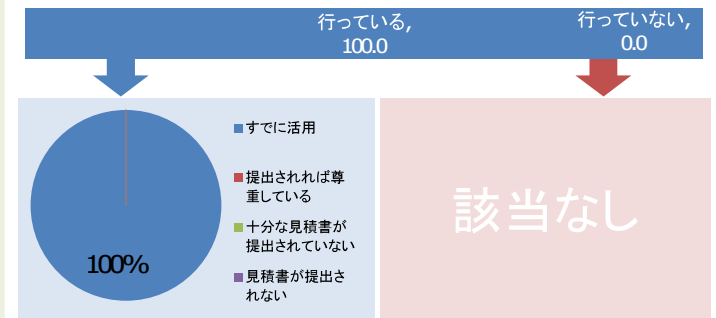 行っている,
100.0
行っていない,
0.0
100%
すでに活用
提出されれば尊
重している
十分な見積書が
提出されていない
見積書が提出さ
れない
該当なし